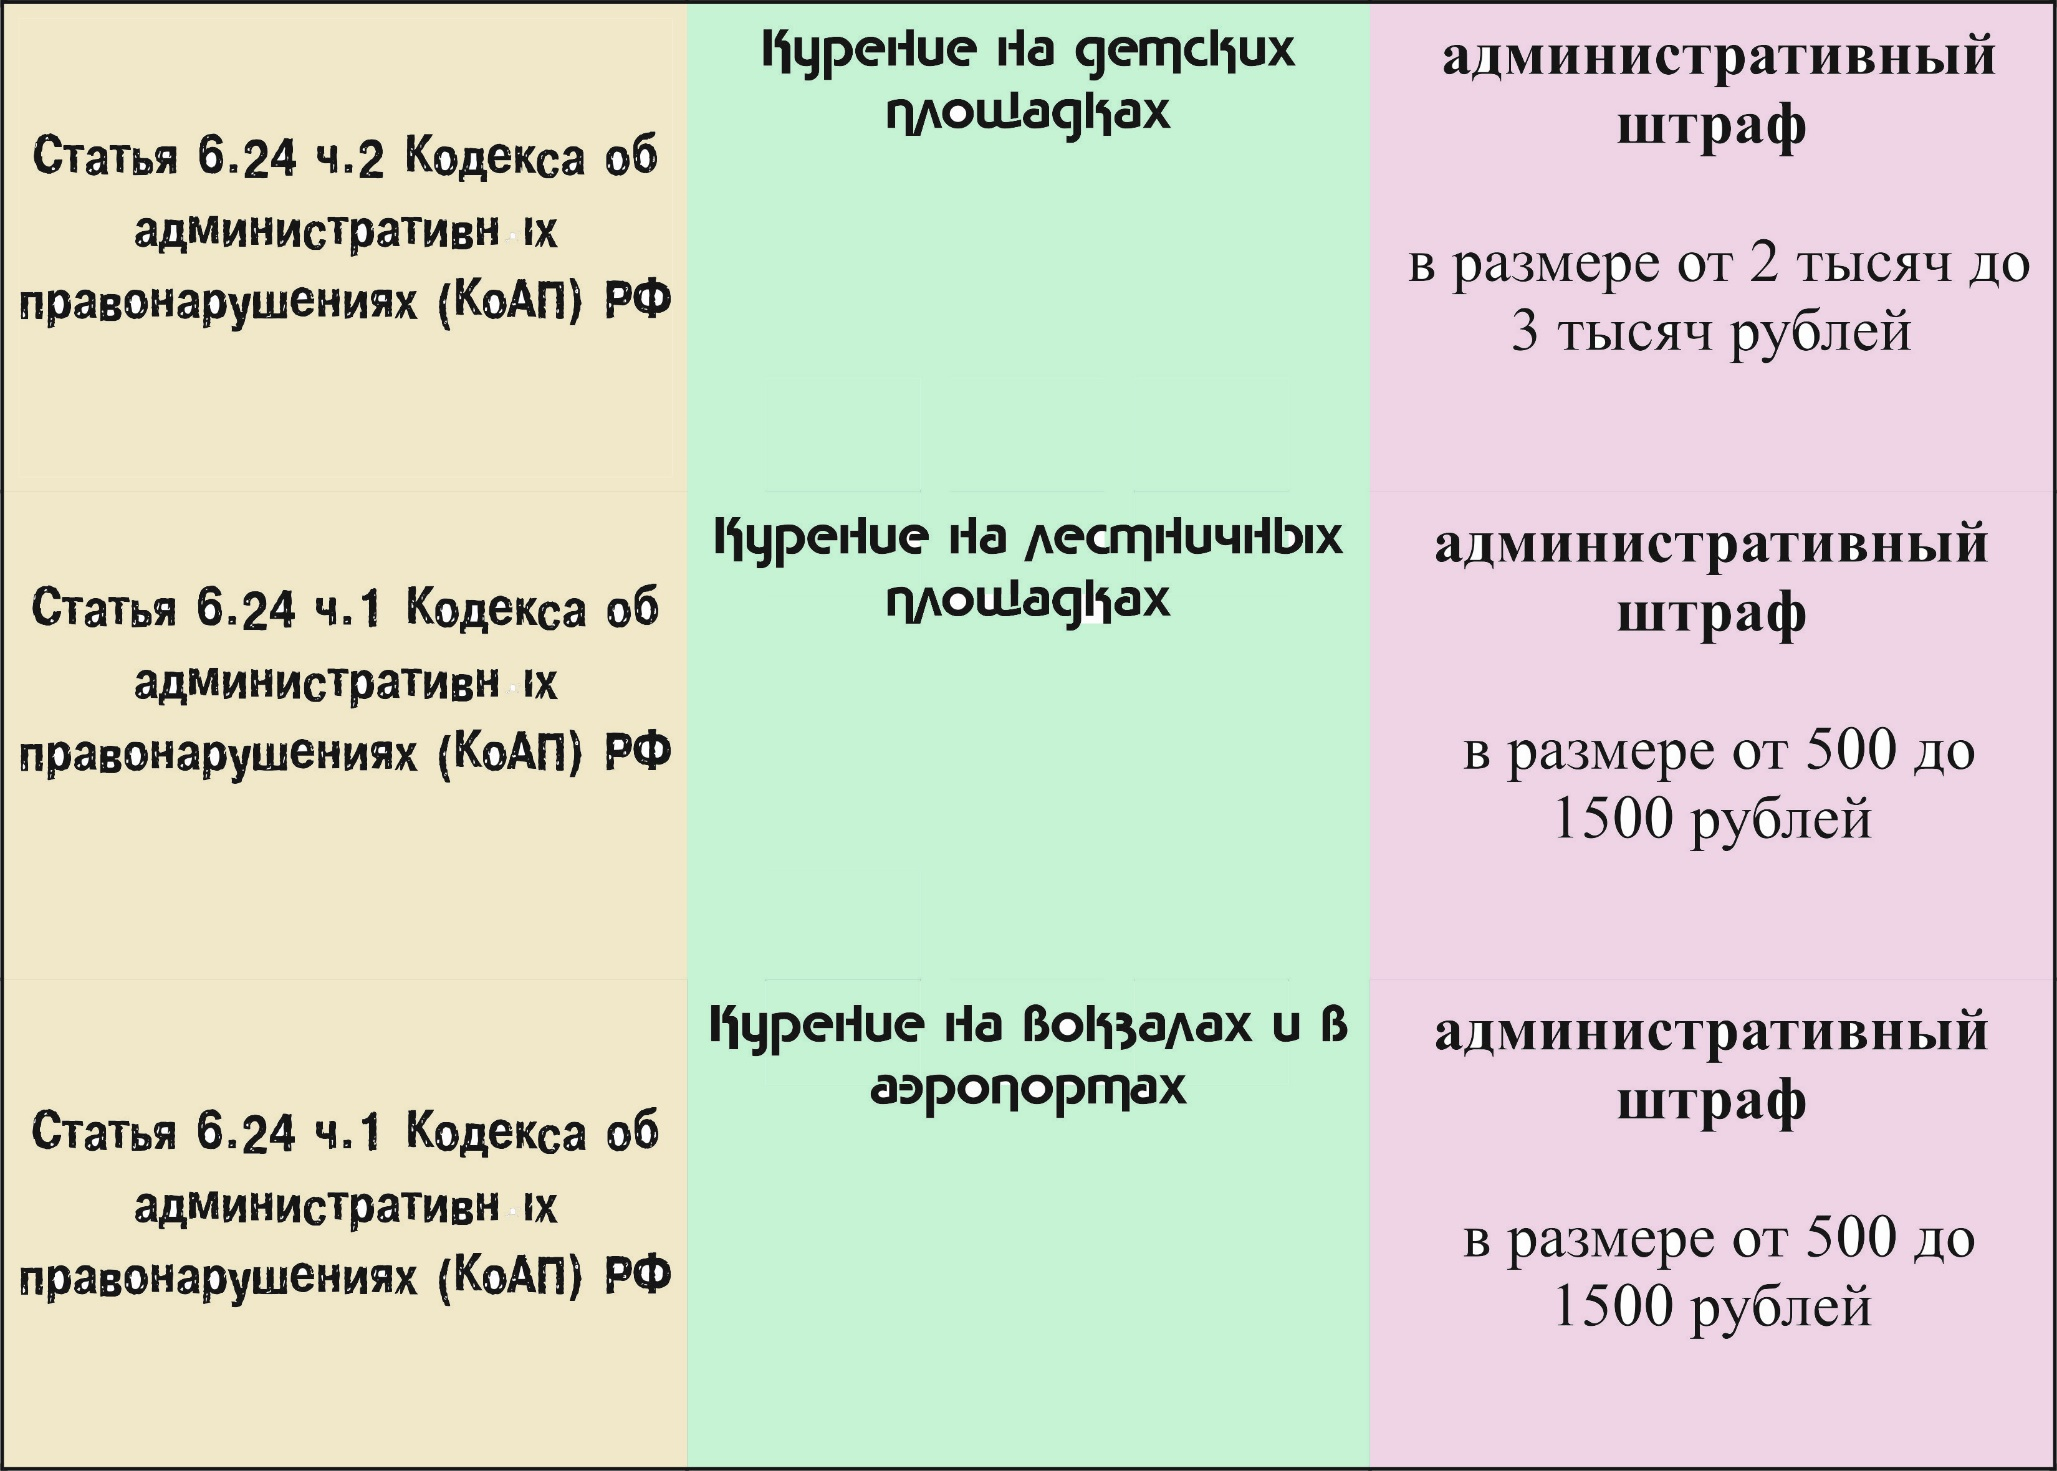 Статья 6.24 ч.2 Кодекса об
административн ıх
правонарушениях (КоАП) РФ
Курение на детских
площадках
административный
штраф
в размере от 2 тысяч до
3 тысяч рублей
Статья 6.24 ч.1 Кодекса об
административн ıх
правонарушениях (КоАП) РФ
Курение на лестничных
площадках
административный
штраф
в размере от 500 до
1500 рублей
Статья 6.24 ч.1 Кодекса об
административн ıх
правонарушениях (КоАП) РФ
Курение на вокзалах и в
аэропортах
административный
штраф
в размере от 500 до
1500 рублей